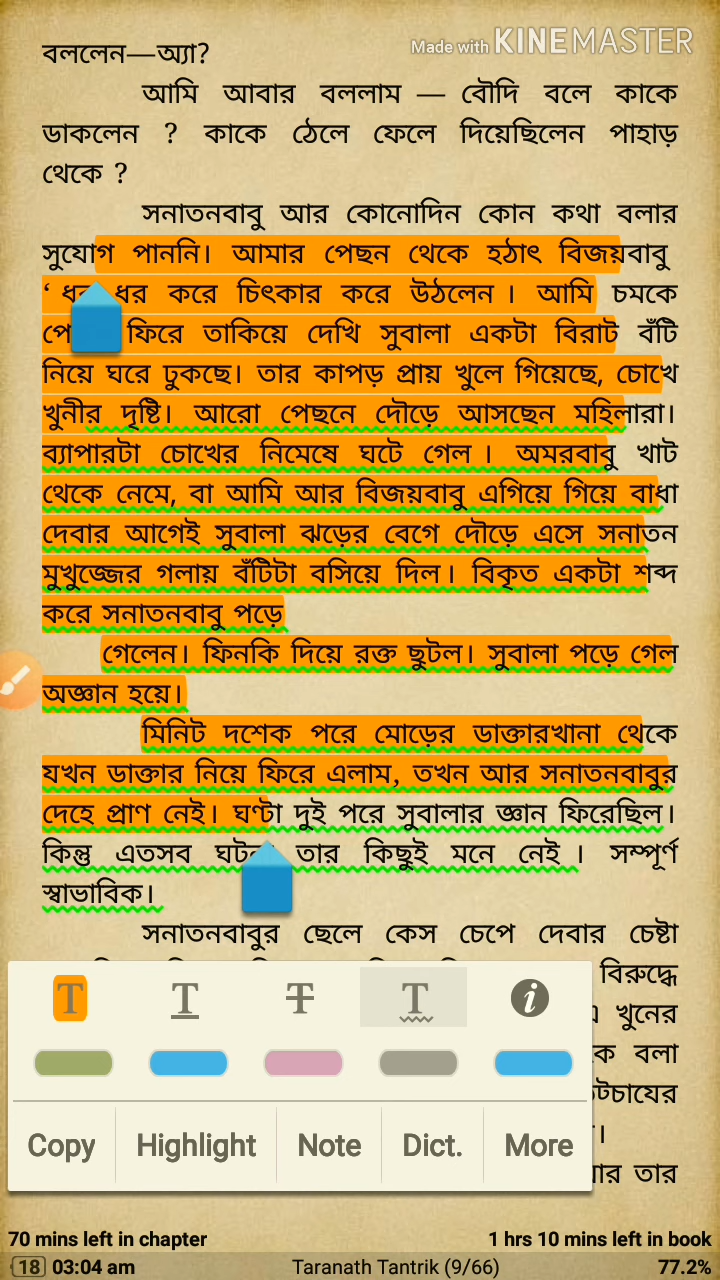 বললেন—অ্যা?
Made with KINEMASTER
আমি আবার বললাম — বৌদি বলে কাকে
ডাকলেন ? কাকে ঠেলে ফেলে দিয়েছিলেন পাহাড়
থেকে ?
সনাতনবাবু আর কোনোদিন কোন কথা বলার
সুযোগ পাননি। আমার পেছন থেকে হঠাৎ বিজয়বাবু
‘ ধর ধর করে চিৎকার করে উঠলেন । আমি চমকে
ফিরে তাকিয়ে দেখি সুবালা একটা বিরাট বঁটি
নিয়ে ঘরে ঢুকছে। তার কাপড় প্রায় খুলে গিয়েছে, চোখে
খুনীর দৃষ্টি। আরো পেছনে দৌড়ে আসছেন মহিলারা।
ব্যাপারটা চোখের নিমেষে ঘটে গেল । অমরবাবু খাট
থেকে নেমে, বা আমি আর বিজয়বাবু এগিয়ে গিয়ে বাধা
দেবার আগেই সুবালা ঝড়ের বেগে দৌড়ে এসে সনাতন
মুখুজ্জের গলায় বঁটিটা বসিয়ে দিল। বিকৃত একটা শব্দ
করে সনাতনবাবু পড়ে
গেলেন। ফিনকি দিয়ে রক্ত ছুটল। সুবালা পড়ে গেল
অজ্ঞান হয়ে।
মিনিট দশেক পরে মোড়ের ডাক্তারখানা থেকে
যখন ডাক্তার নিয়ে ফিরে এলাম, তখন আর সনাতনবাবুর
দেহে প্রাণ নেই। ঘণ্টা দুই পরে সুবালার জ্ঞান ফিরেছিল।
কিন্তু এতসব তার কিছুই মনে নেই । সম্পূর্ণ
স্বাভাবিক।
সনাতনবাবুর ছেলে কেস চেপে দেবার চেষ্টা
বিরুদ্ধে
খুনের
বলা
তার
Copy Highlight Note Dict. More
70 mins left in chapter 1 hrs 10 mins left in book
18 03:04 am Taranath Tantrik (9/66) 77.2%